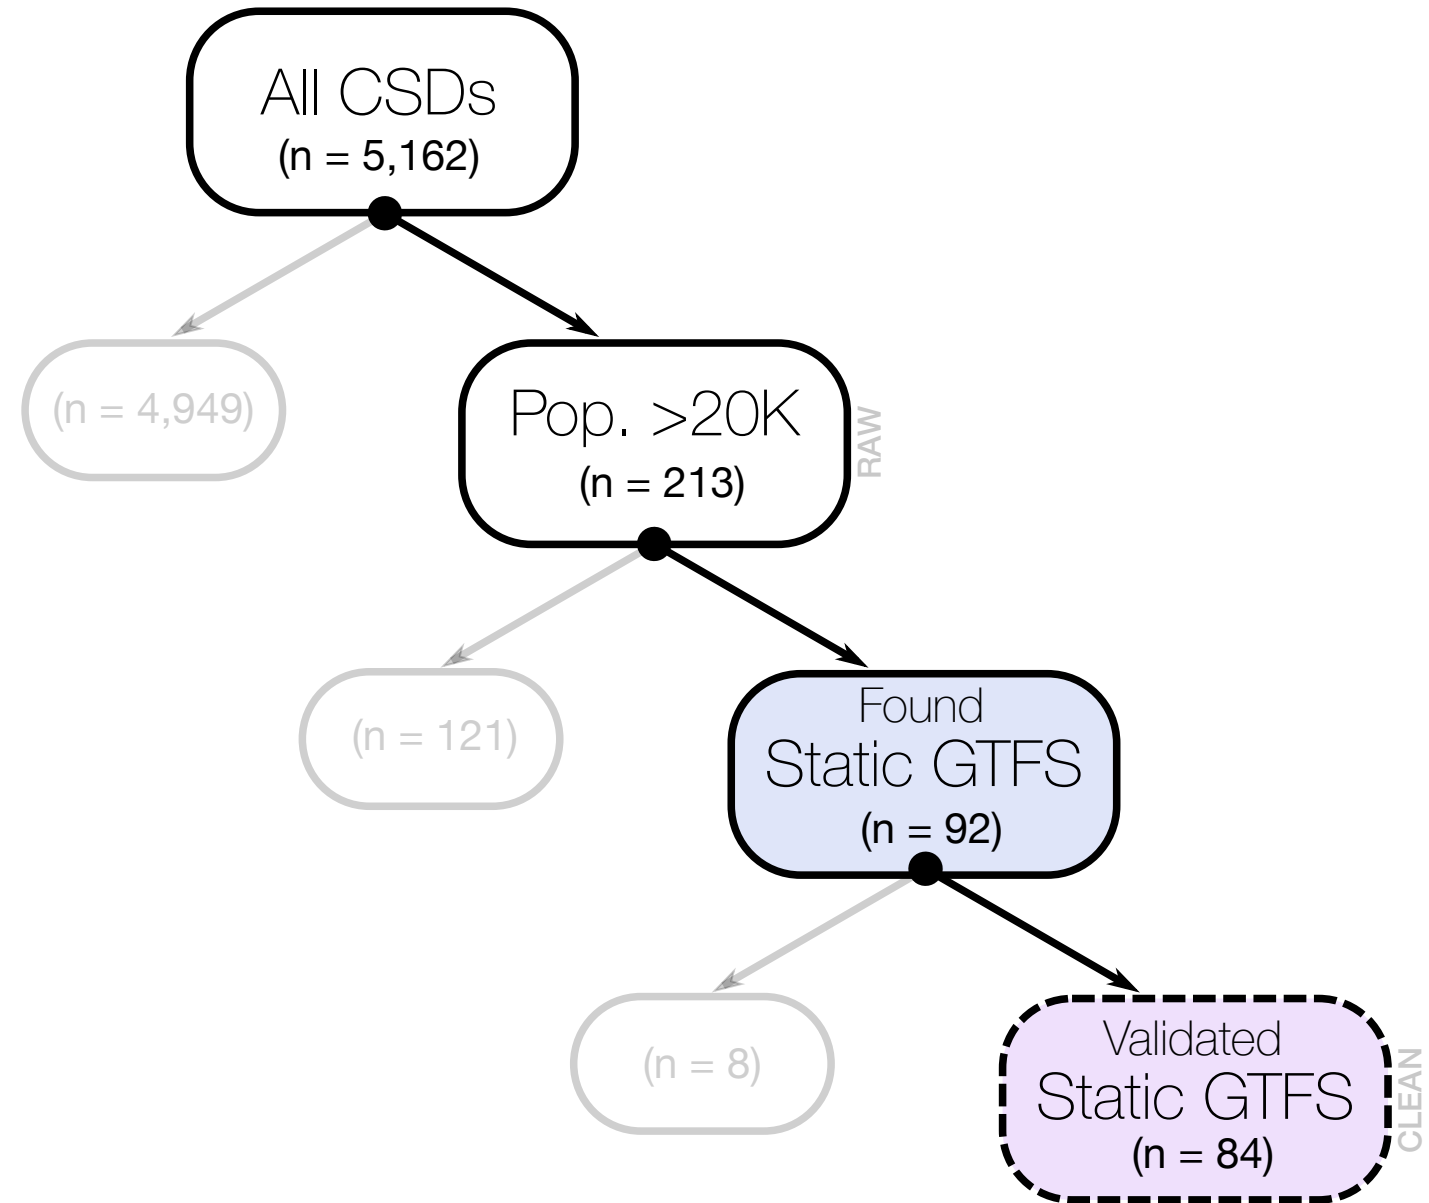 All CSDs
(n = 5,162)
(n = 4,949)
Pop. >20K
(n = 213)
RAW
(n = 121)
Found
Static GTFS
(n = 92)
(n = 8)
Validated
Static GTFS
(n = 84)
CLEAN